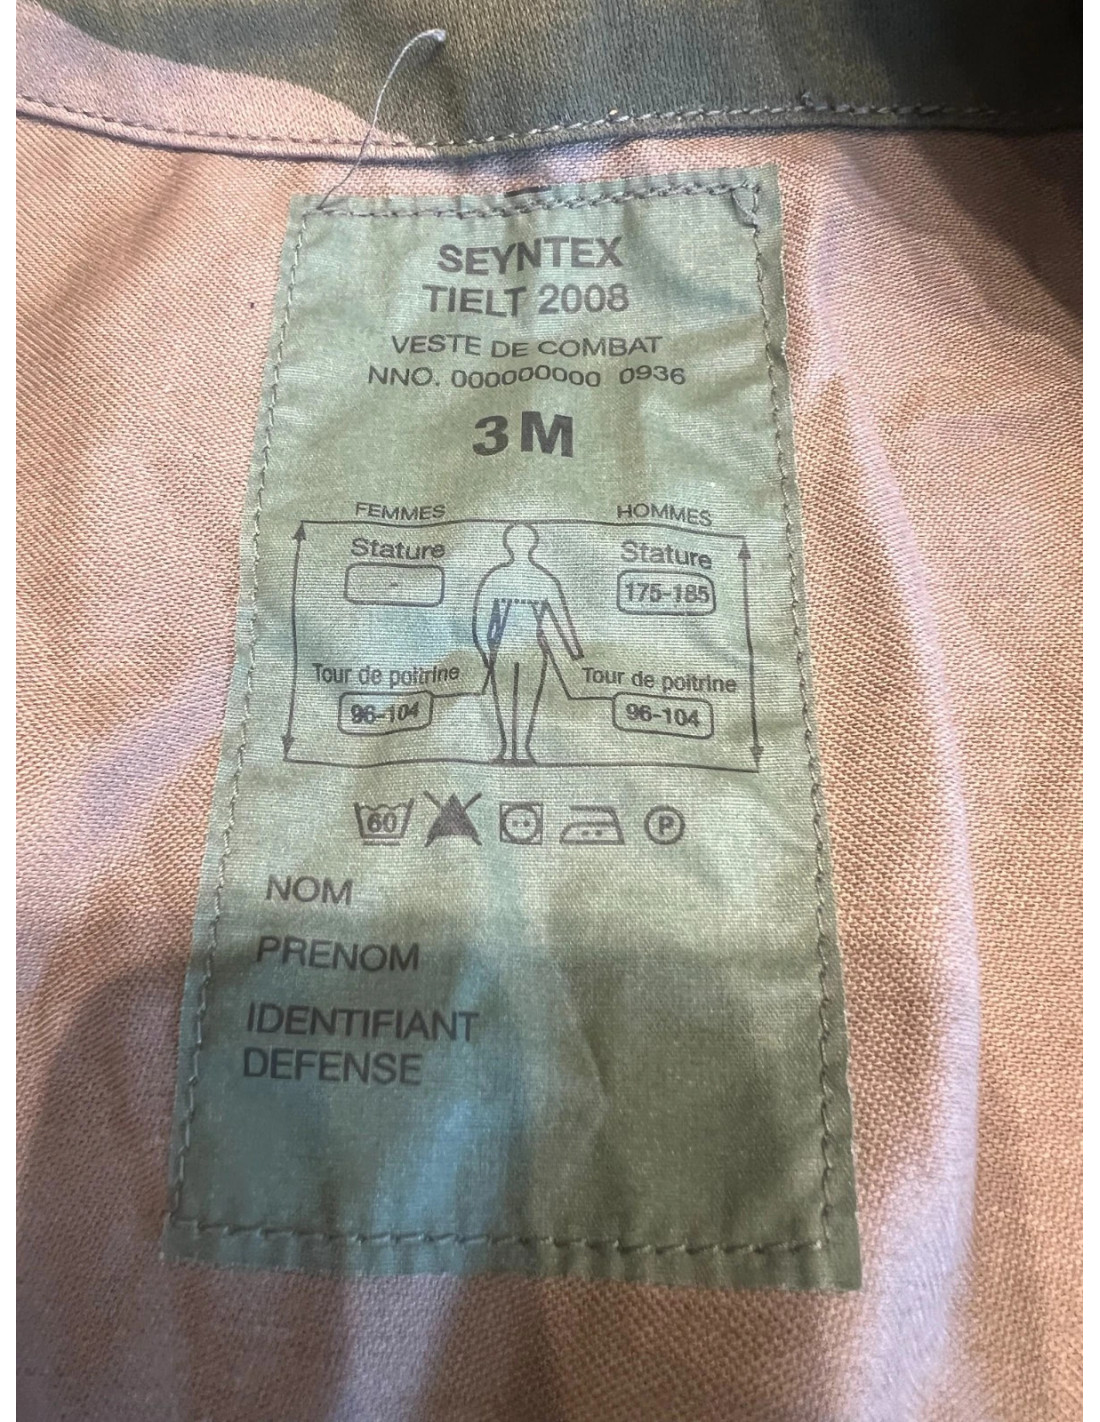 SEYNTEX
TIELT 2008
VESTE DE COMBAT
NNO. 000000000 0936
3M
FEMMES HOMMES
Stature Stature
- 175-185
Tour de poitrine Tour de poitrine
96-104 96-104
60 P
NOM
PRENOM
IDENTIFIANT
DEFENSE